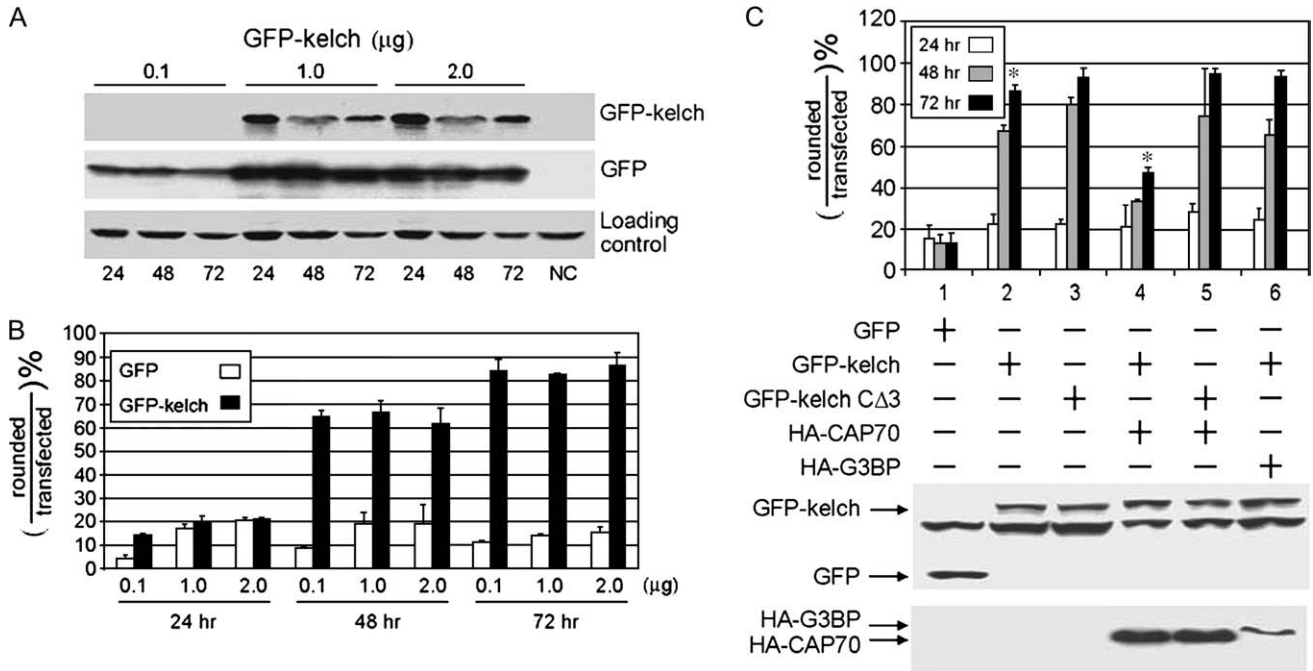 A
GFP-kelch (µg)
0.1 1.0 2.0
GFP-kelch
GFP
Loading control
24 48 72 24 48 72 24 48 72 NC
B
(rounded/transfected)%
100
90
80
70
60
50
40
30
20
10
0
GFP
GFP-kelch
0.1 1.0 2.0 0.1 1.0 2.0 0.1 1.0 2.0 (µg)
24 hr 48 hr 72 hr
C
(rounded/transfected)%
120
100
80
60
40
20
0
24 hr
48 hr
72 hr
* *
1 2 3 4 5 6
GFP + − − − − −
GFP-kelch − + − + − +
GFP-kelch CΔ3 − − + − + −
HA-CAP70 − − − + + −
HA-G3BP − − − − − +
GFP-kelch
GFP
HA-G3BP
HA-CAP70